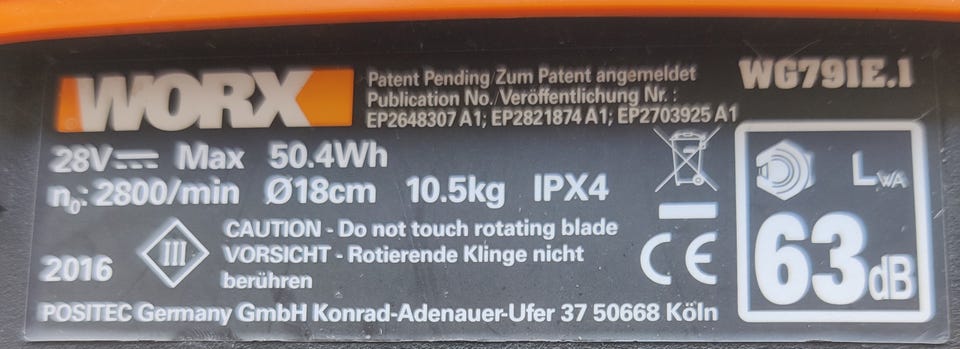 WORX
Patent Pending/Zum Patent angemeldet
Publication No./Veröffentlichung Nr.:
EP2648307 A1; EP2821874 A1; EP2703925 A1
WG791E.1
28V Max 50.4Wh
n₀: 2800/min Ø18cm 10.5kg IPX4
CAUTION - Do not touch rotating blade
VORSICHT - Rotierende Klinge nicht
berühren
2016
III
CE
LWA
63dB
POSITEC Germany GmbH Konrad-Adenauer-Ufer 37 50668 Köln